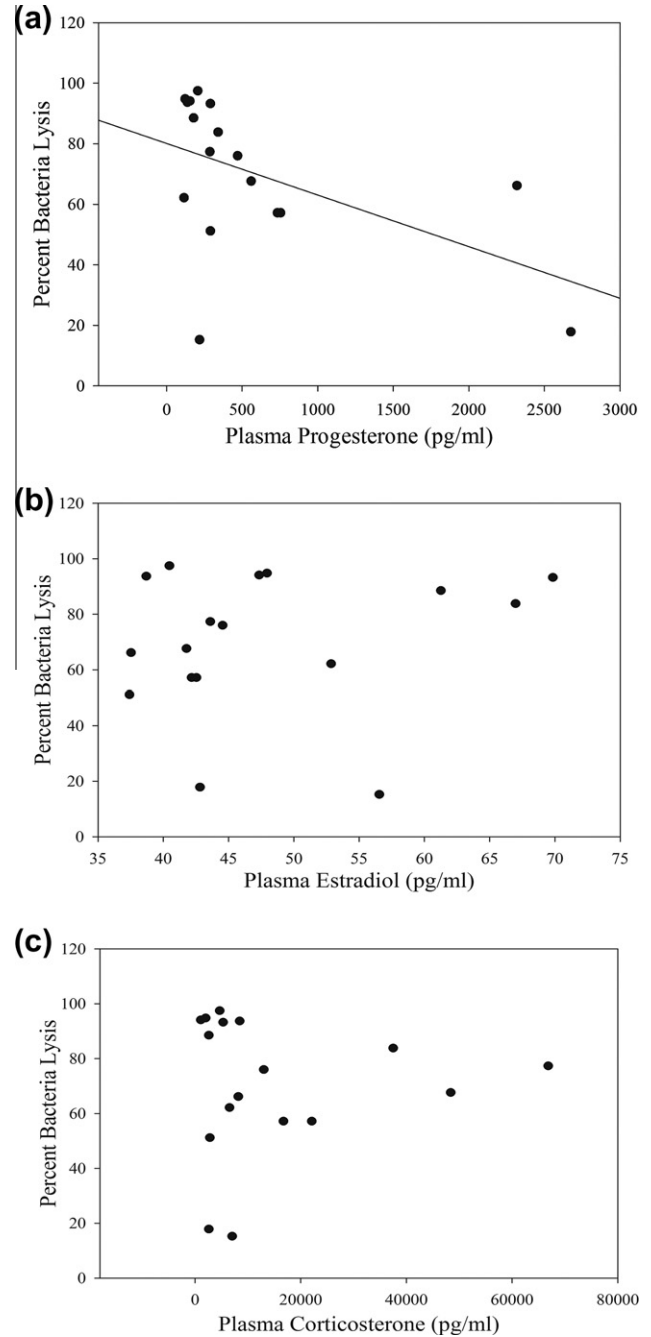 (a)
120
100
80
60
40
20
0
Percent Bacteria Lysis
0 500 1000 1500 2000 2500 3000
Plasma Progesterone (pg/ml)
(b)
120
100
80
60
40
20
0
Percent Bacteria Lysis
35 40 45 50 55 60 65 70 75
Plasma Estradiol (pg/ml)
(c)
120
100
80
60
40
20
0
Percent Bacteria Lysis
0 20000 40000 60000 80000
Plasma Corticosterone (pg/ml)